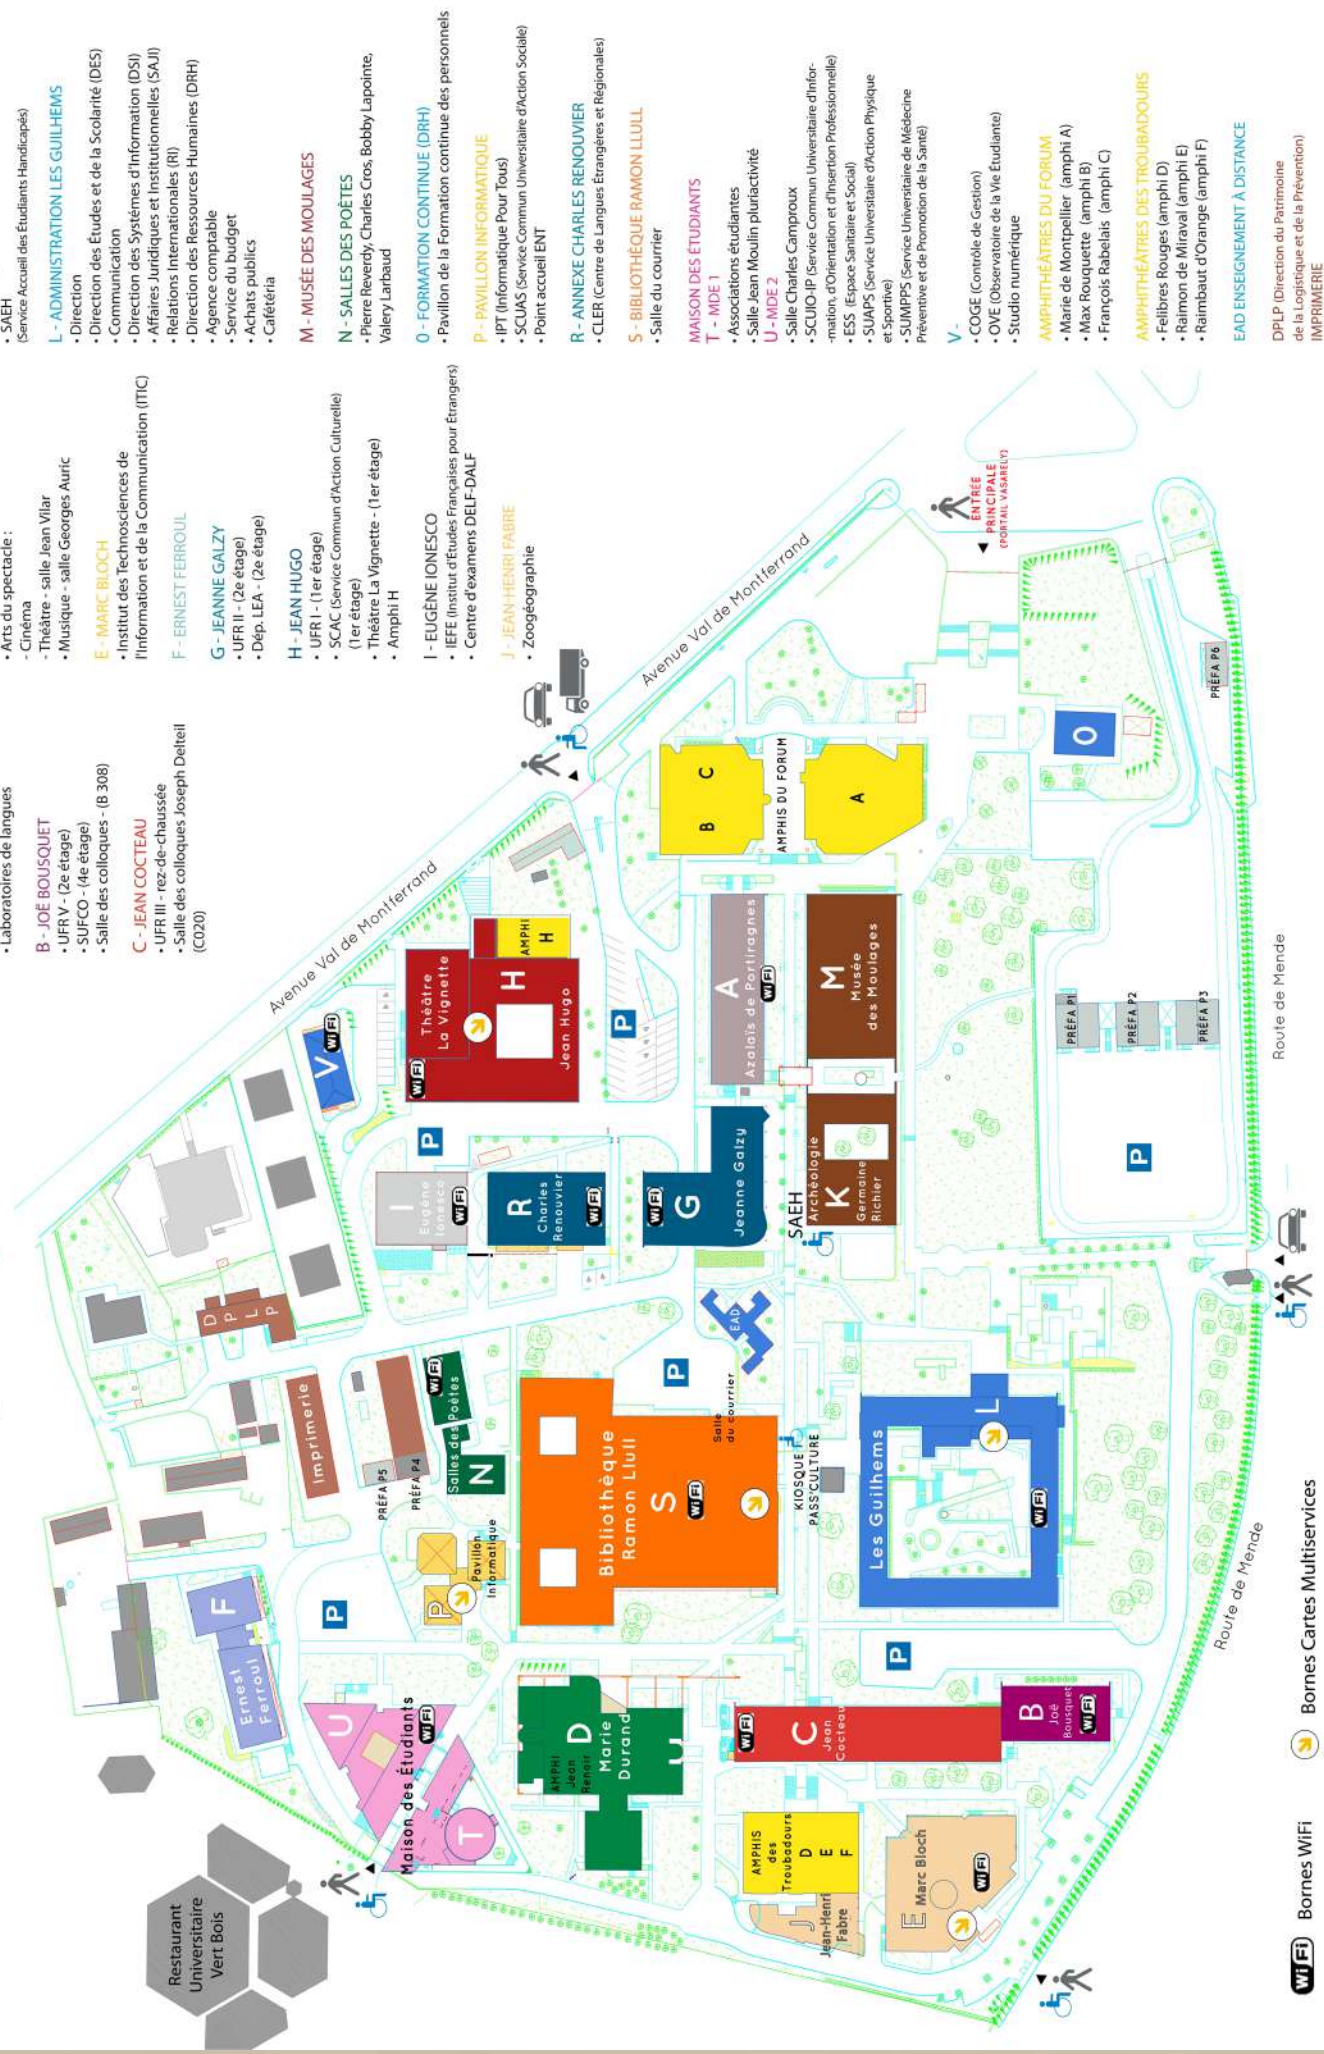 • Laboratoires de langues
B - JOË BOUSQUET
• UFR V - (2e étage)
• SUFCO - (4e étage)
• Salle des colloques - (B 308)
C - JEAN COCTEAU
• UFR III - rez-de-chaussée
• Salle des colloques Joseph Delteil
(C020)
• Arts du spectacle :
- Cinéma
- Théâtre - salle Jean Vilar
• Musique - salle Georges Auric
E - MARC BLOCH
• Institut des Technosciences de
l'Information et de la Communication (ITIC)
F - ERNEST FERROUL
G - JEANNE GALZY
• UFR II - (2e étage)
• Dép. LEA - (2e étage)
H - JEAN HUGO
• UFR I - (1er étage)
• SCAC (Service Commun d'Action Culturelle)
(1er étage)
• Théâtre La Vignette - (1er étage)
• Amphi H
I - EUGÈNE IONESCO
• IEFE (Institut d'Études Françaises pour Étrangers)
• Centre d'examens DELF-DALF
J - JEAN-HENRI FABRE
• Zoogéographie
• SAEH
(Service Accueil des Étudiants Handicapés)
L - ADMINISTRATION LES GUILHEMS
• Direction
• Direction des Études et de la Scolarité (DES)
• Communication
• Direction des Systèmes d'Information (DSI)
• Affaires Juridiques et Institutionnelles (SAJI)
• Relations Internationales (RI)
• Direction des Ressources Humaines (DRH)
• Agence comptable
• Service du budget
• Achats publics
• Cafétéria
M - MUSÉE DES MOULAGES
N - SALLES DES POÈTES
• Pierre Reverdy, Charles Cros, Bobby Lapointe,
Valery Larbaud
O - FORMATION CONTINUE (DRH)
• Pavillon de la Formation continue des personnels
P - PAVILLON INFORMATIQUE
• IPT (Informatique Pour Tous)
• SCUAS (Service Commun Universitaire d'Action Sociale)
• Point accueil ENT
R - ANNEXE CHARLES RENOUVIER
• CLER (Centre de Langues Étrangères et Régionales)
S - BIBLIOTHÈQUE RAMON LLULL
• Salle du courrier
MAISON DES ÉTUDIANTS
T - MDE 1
• Associations étudiantes
• Salle Jean Moulin pluriactivité
U - MDE 2
• Salle Charles Camproux
• SCUIO-IP (Service Commun Universitaire d'Infor-
-mation, d'Orientation et d'Insertion Professionnelle)
• ESS (Espace Sanitaire et Social)
• SUAPS (Service Universitaire d'Action Physique
et Sportive)
• SUMPPS (Service Universitaire de Médecine
Préventive et de Promotion de la Santé)
V -
• COGE (Contrôle de Gestion)
• OVE (Observatoire de la Vie Étudiante)
• Studio numérique
AMPHITHÉÂTRES DU FORUM
• Marie de Montpellier (amphi A)
• Max Rouquette (amphi B)
• François Rabelais (amphi C)
AMPHITHÉÂTRES DES TROUBADOURS
• Felibres Rouges (amphi D)
• Raimon de Miraval (amphi E)
• Raimbaut d'Orange (amphi F)
EAD ENSEIGNEMENT À DISTANCE
DPLP (Direction du Patrimoine
de la Logistique et de la Prévention)
IMPRIMERIE
Restaurant
Universitaire
Vert Bois
F
Ernest
Ferroul
U
Maison des Étudiants
WiFi
T
P
Imprimerie
D
P
L
P
PRÉFA P5
PRÉFA P4
Salles des Poètes
N
WiFi
P
Pavillon
Informatique
V
WiFi
Avenue Val de Montferrand
Avenue Val de Montferrand
I
Eugène
Ionesco
WiFi
P
R
Charles
Renouvier
WiFi
Théâtre
La Vignette
WiFi
H
Jean Hugo
AMPHI
H
P
D
Marie
Durand
AMPHI
Jean
Renoir
Bibliothèque
Ramon Llull
S
WiFi
P
Salle
du courrier
EAD
WiFi
G
Jeanne Galzy
A
Azalaïs de Portiragnes
WiFi
B
C
AMPHIS DU FORUM
A
SAEH
Archéologie
K
Germaine
Richier
M
Musée
des Moulages
KIOSQUE
PASS'CULTURE
Les Guilhems
L
WiFi
P
WiFi
C
Jean
Cocteau
B
Joë
Bousquet
WiFi
AMPHIS
des
Troubadours
D
E
F
J
Jean-Henri
Fabre
E
Marc Bloch
WiFi
O
PRÉFA P6
PRÉFA P1
PRÉFA P2
PRÉFA P3
P
ENTRÉE
PRINCIPALE
(PORTAIL VASARELY)
Route de Mende
Route de Mende
WiFi Bornes WiFi
Bornes Cartes Multiservices